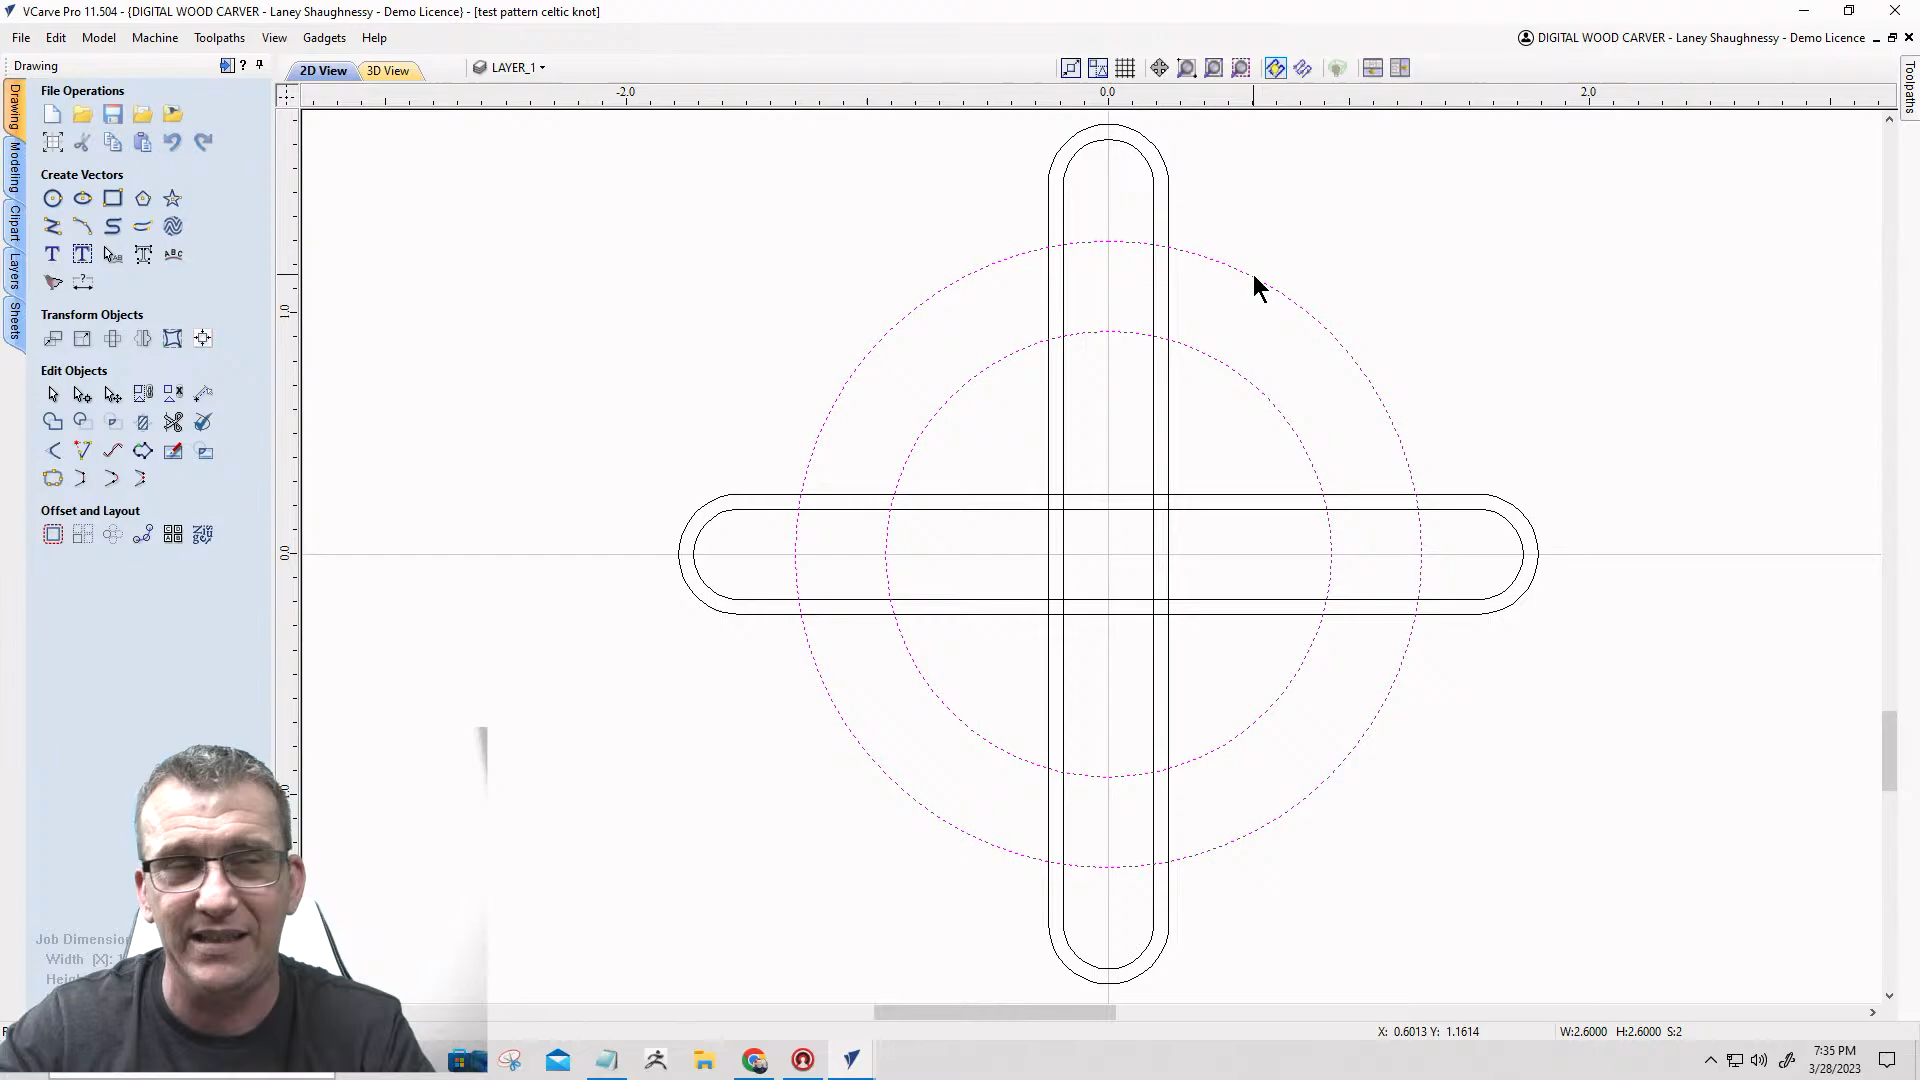 VCarve Pro 11.504 - {DIGITAL WOOD CARVER - Laney Shaughnessy - Demo Licence} - [test pattern celtic knot]
File Edit Model Machine Toolpaths View Gadgets Help
DIGITAL WOOD CARVER - Laney Shaughnessy - Demo Licence
Drawing
2D View
3D View
LAYER_1
Toolpaths
Drawing
Modeling
Clipart
Layers
Sheets
File Operations
Create Vectors
Transform Objects
Edit Objects
Offset and Layout
Job Dimension
Width [X]: 1
-2.0
0.0
2.0
1.0
0.0
X: 0.6013 Y: 1.1614
W:2.6000 H:2.6000 S:2
7:35 PM
3/28/2023